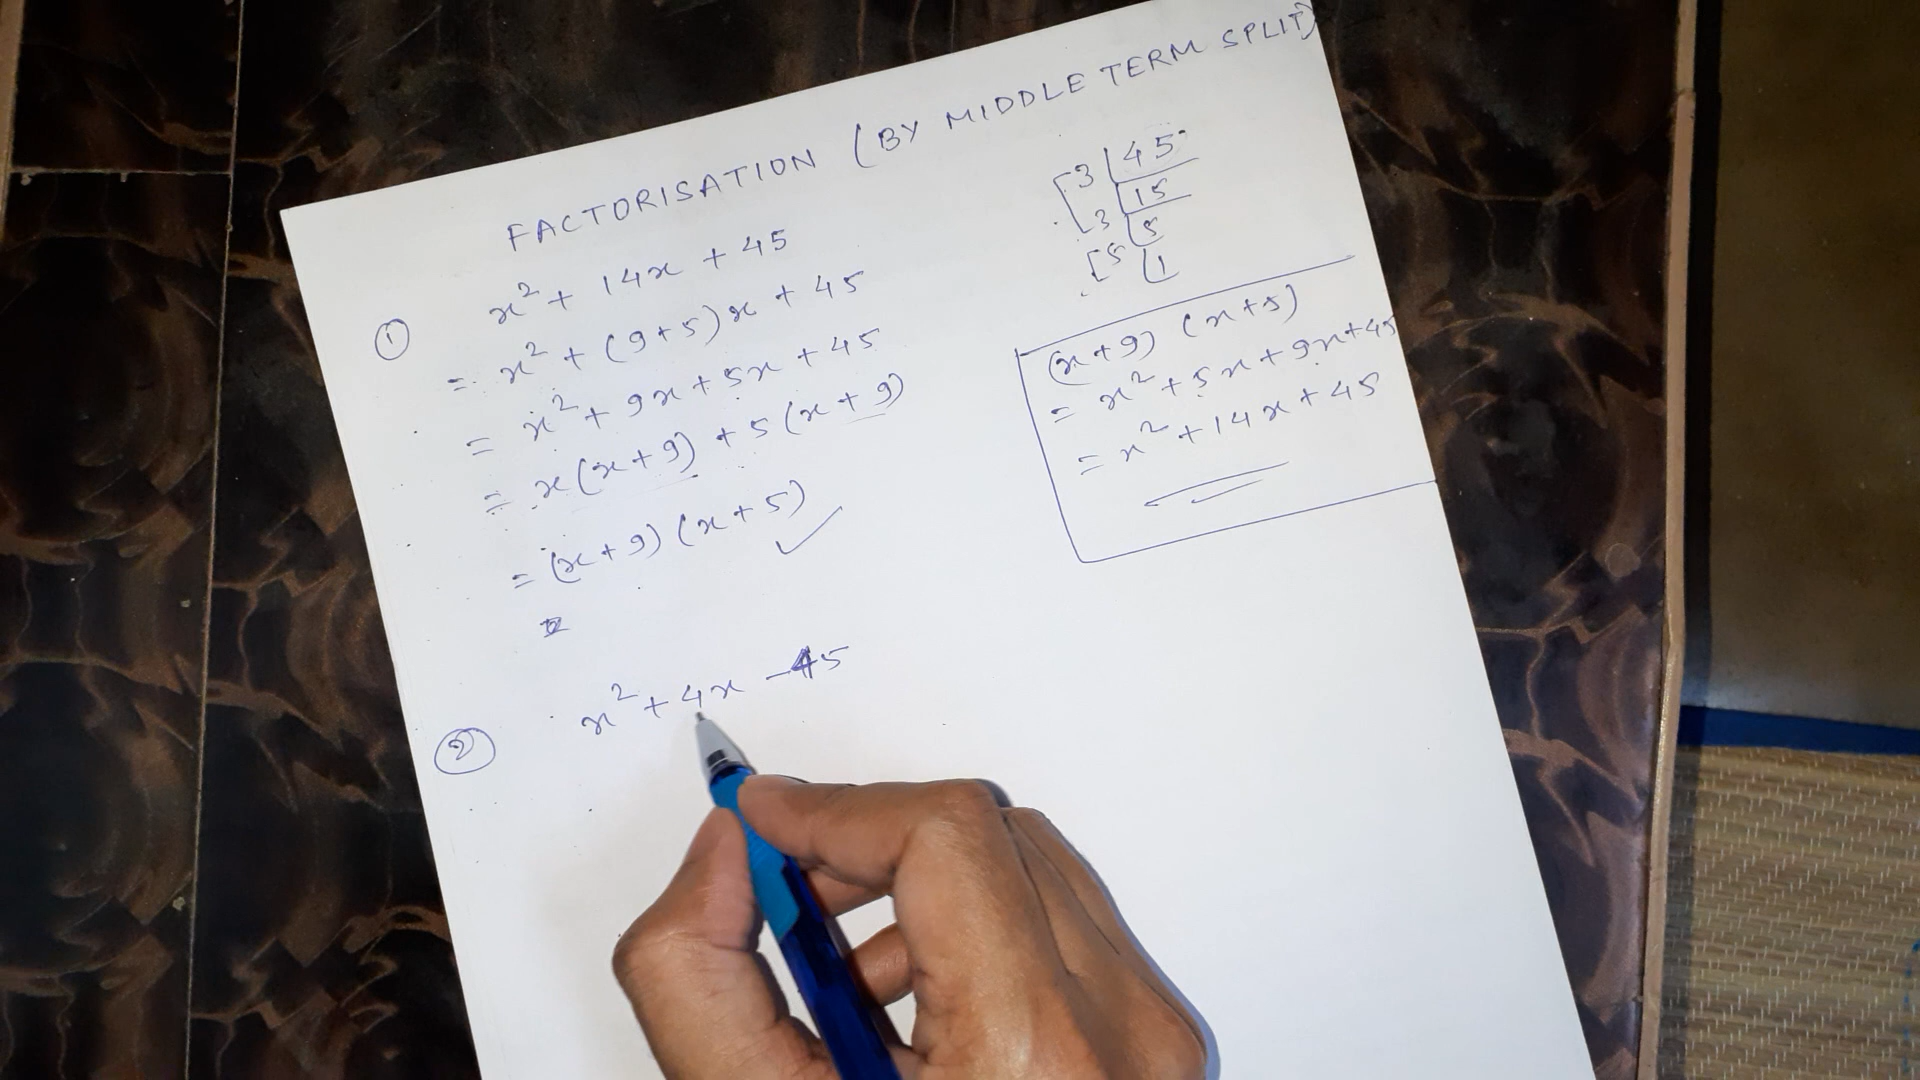 FACTORISATION (BY MIDDLE TERM SPLIT)
① x² + 14x + 45
= x² + (9+5)x + 45
= x² + 9x + 5x + 45
= x(x+9) + 5(x+9)
= (x+9) (x+5)
3 | 45
3 | 15
5 | 5
1
(x+9) (x+5)
= x² + 5x + 9x + 45
= x² + 14x + 45
② x² + 4x - 45